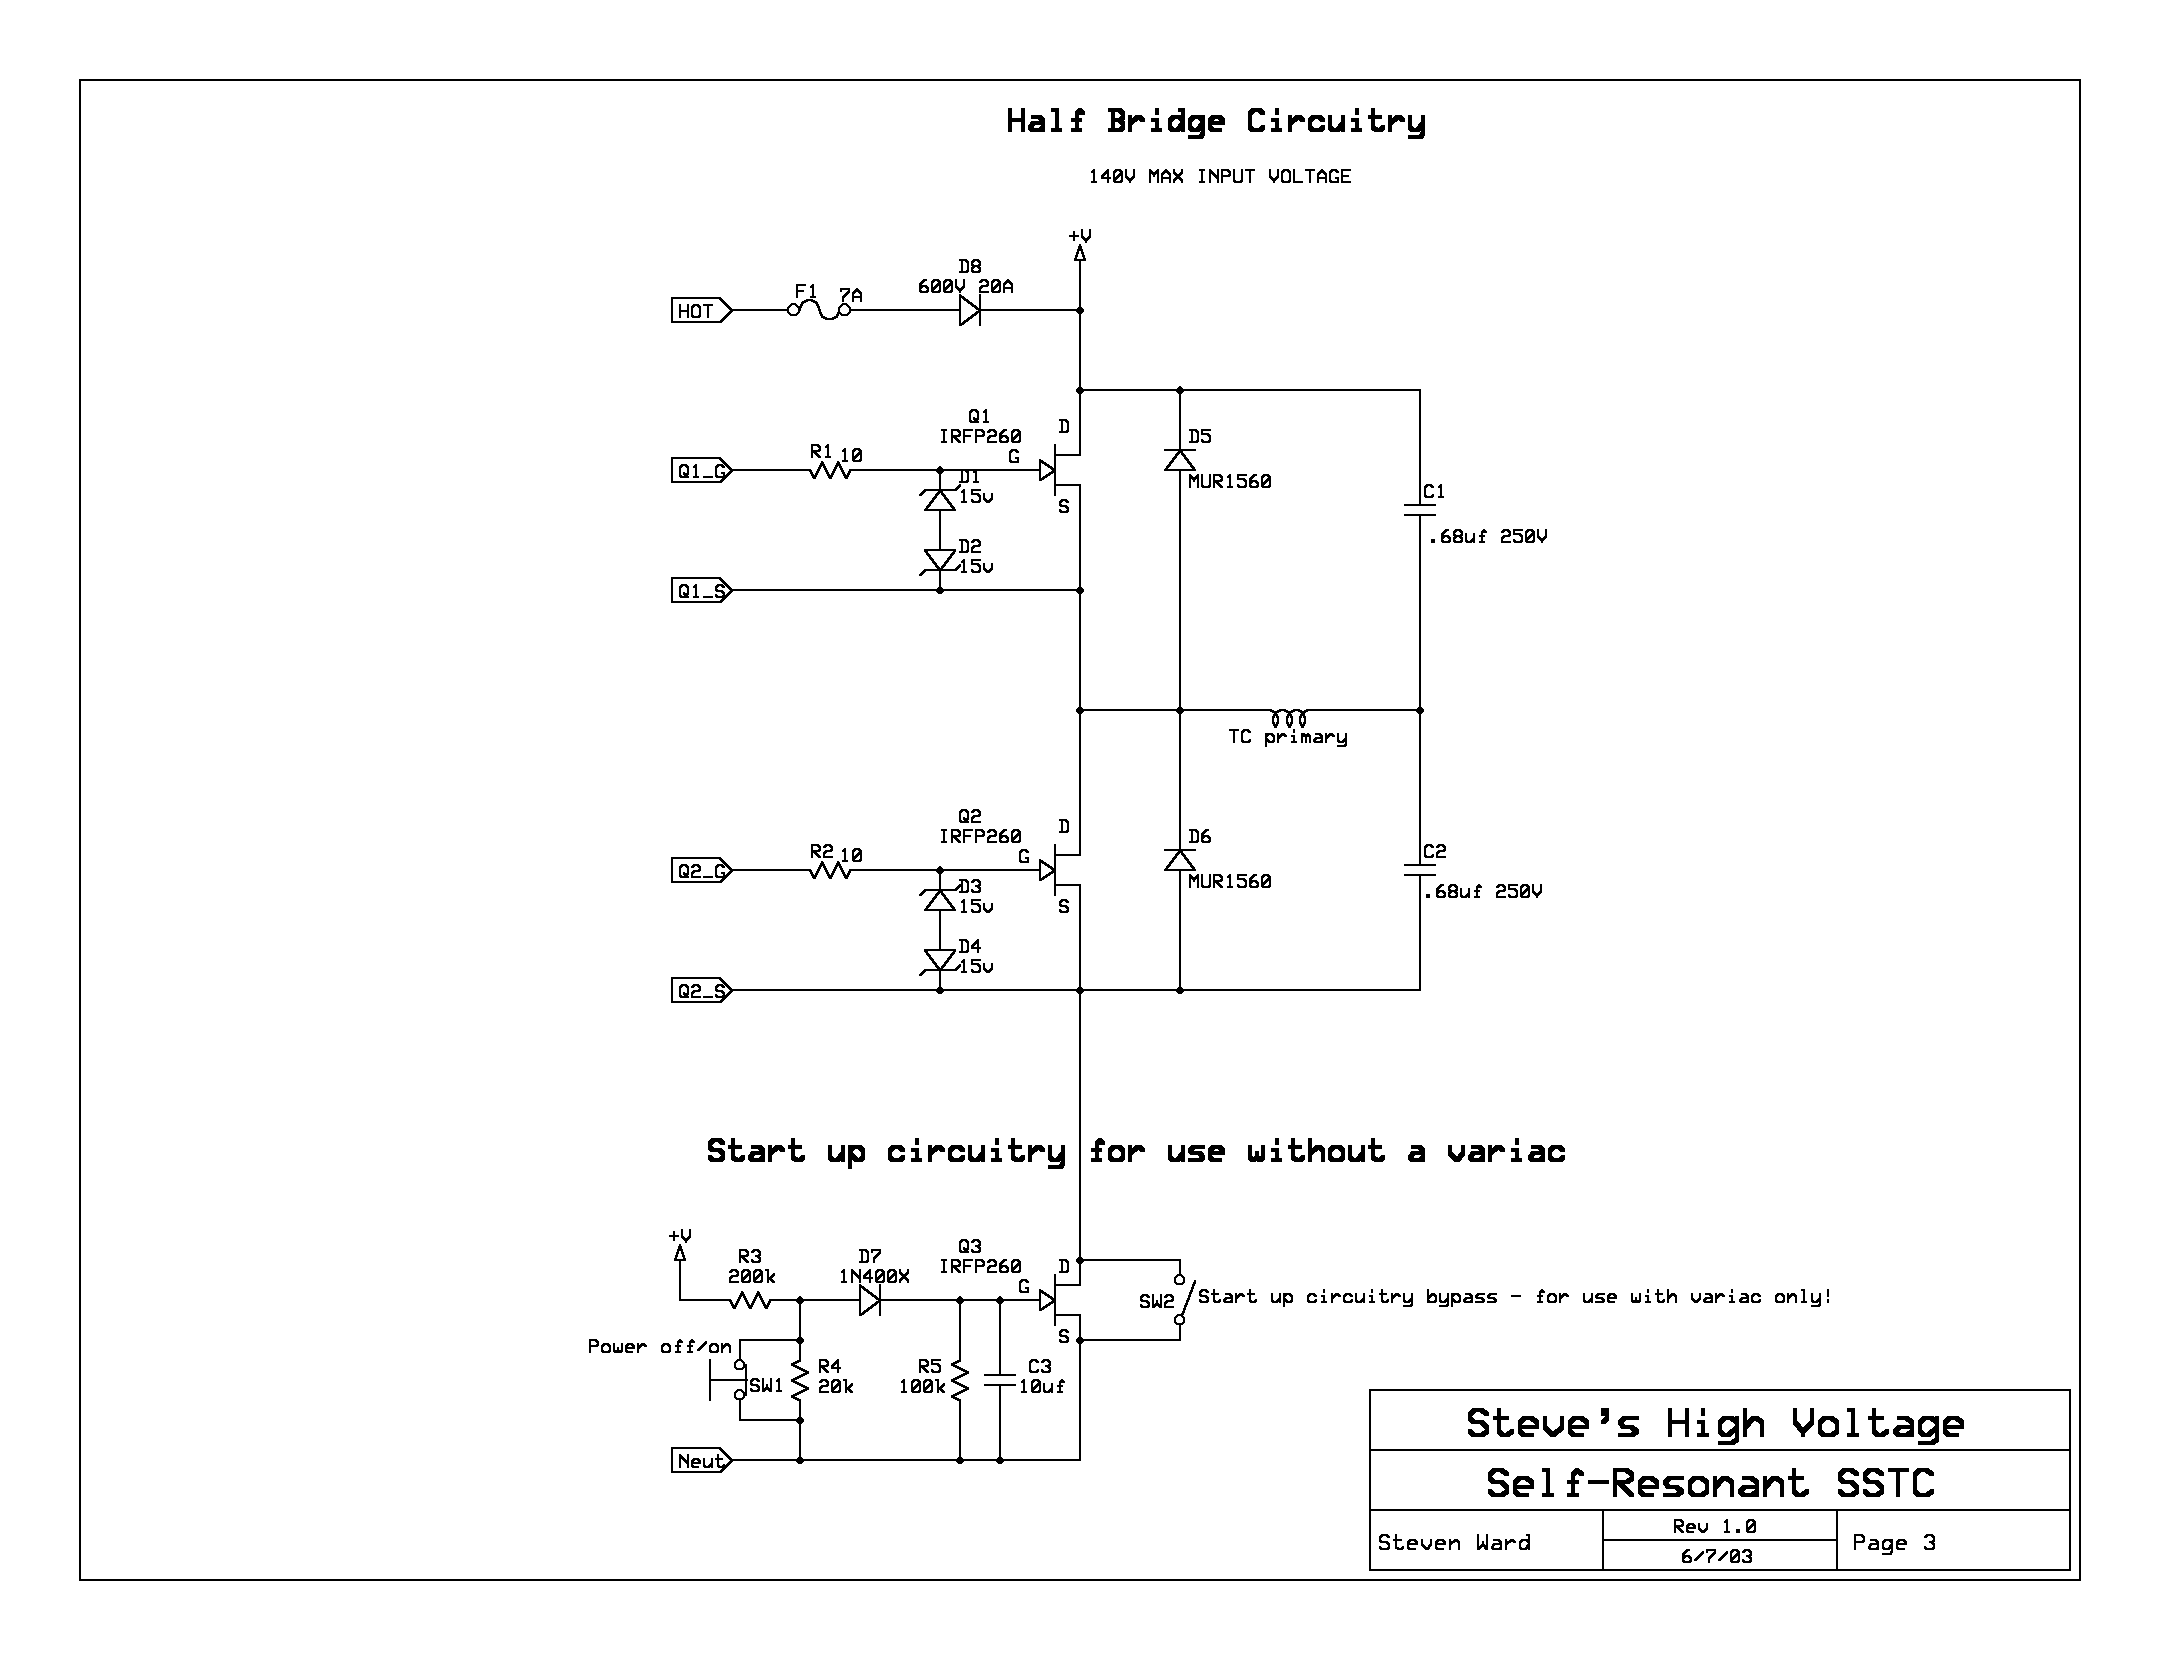 Half Bridge Circuitry
140V MAX INPUT VOLTAGE
+V
D8
600V 20A
F1 7A
HOT
Q1
IRFP260
D
G
S
R1 10
Q1_G
D1
15v
D2
15v
Q1_S
D5
MUR1560
C1
.68uf 250V
TC primary
Q2
IRFP260
D
G
S
R2 10
Q2_G
D3
15v
D4
15v
Q2_S
D6
MUR1560
C2
.68uf 250V
Start up circuitry for use without a variac
+V
R3
200k
D7
1N400X
Q3
IRFP260
D
G
S
SW2
Start up circuitry bypass - for use with variac only!
Power off/on
SW1
R4
20k
R5
100k
C3
10uf
Neut
Steve's High Voltage
Self-Resonant SSTC
Steven Ward
Rev 1.0
6/7/03
Page 3